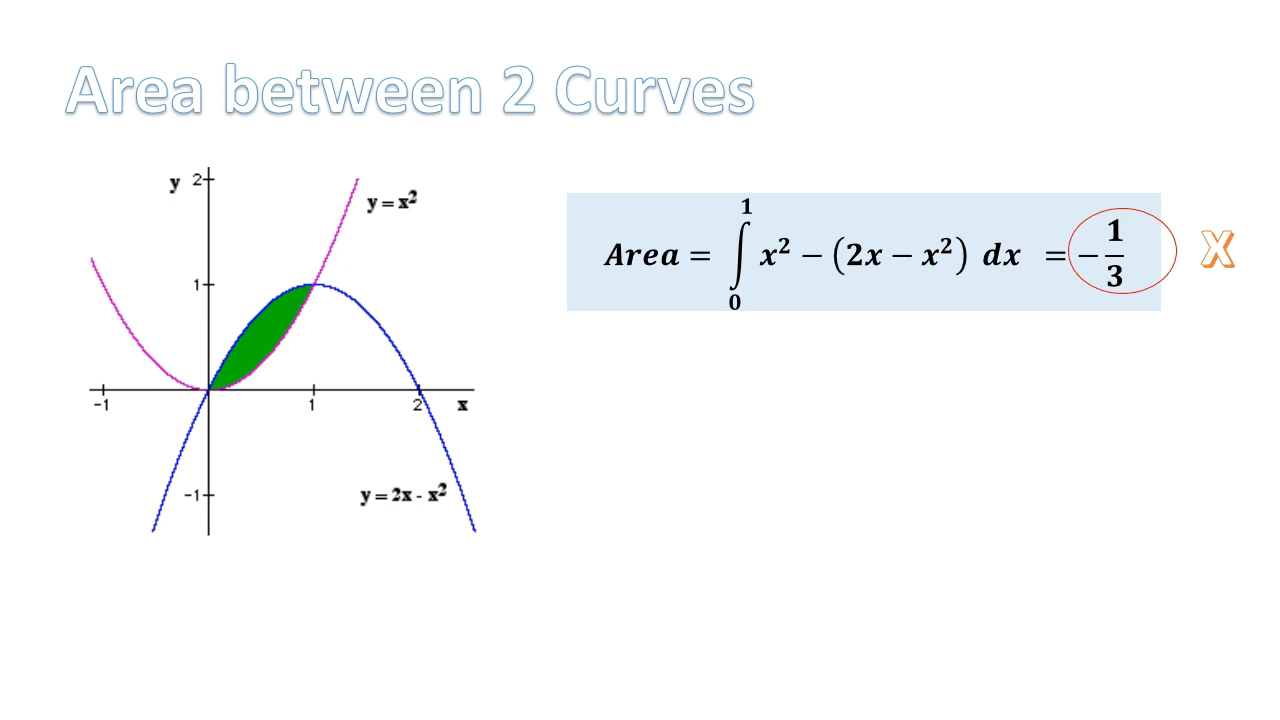 Area between 2 Curves
y 2
y = x²
1
-1 1 2 x
-1
y = 2x - x²
Area = ∫₀¹ x² − (2x − x²) dx = −1/3 X